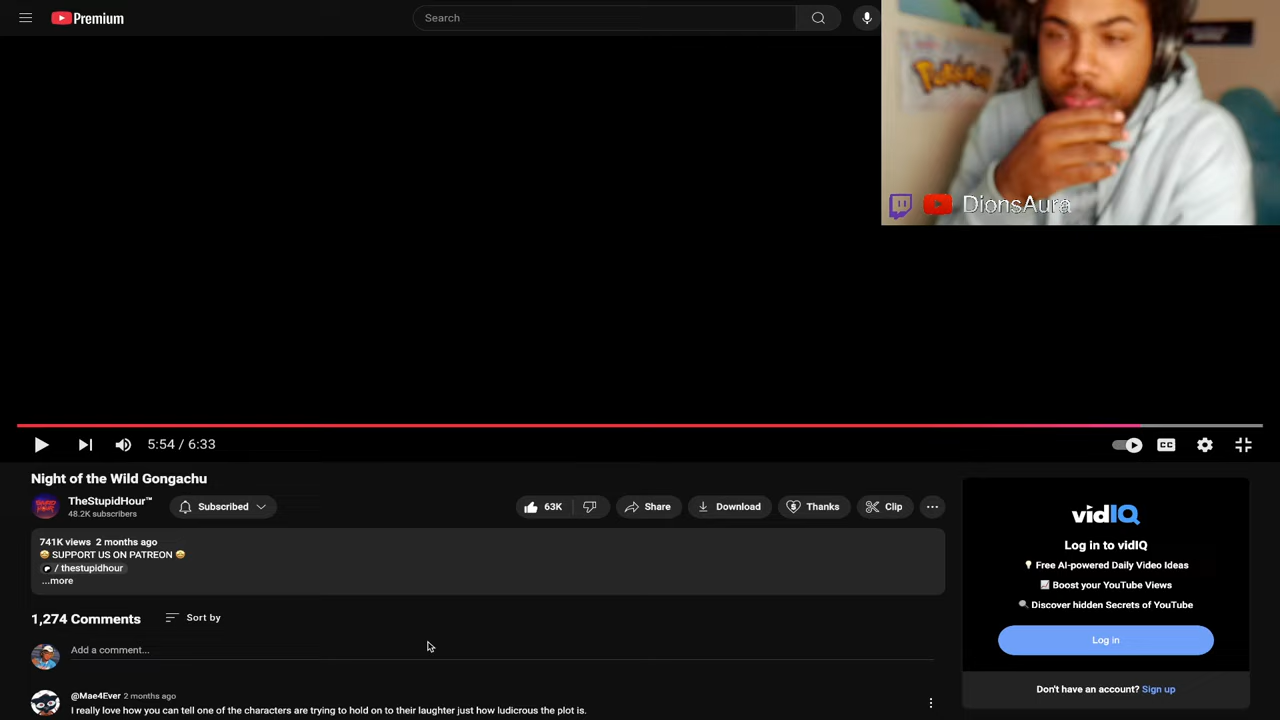 Premium
Search
Pokémon
DionsAura
5:54 / 6:33
CC
Night of the Wild Gongachu
TheStupidHour™
48.2K subscribers
Subscribed
63K
Share
Download
Thanks
Clip
741K views 2 months ago
SUPPORT US ON PATREON
/ thestupidhour
...more
1,274 Comments
Sort by
Add a comment...
@Mae4Ever 2 months ago
I really love how you can tell one of the characters are trying to hold on to their laughter just how ludicrous the plot is.
vidIQ
Log in to vidIQ
Free AI-powered Daily Video Ideas
Boost your YouTube Views
Discover hidden Secrets of YouTube
Log in
Don't have an account? Sign up